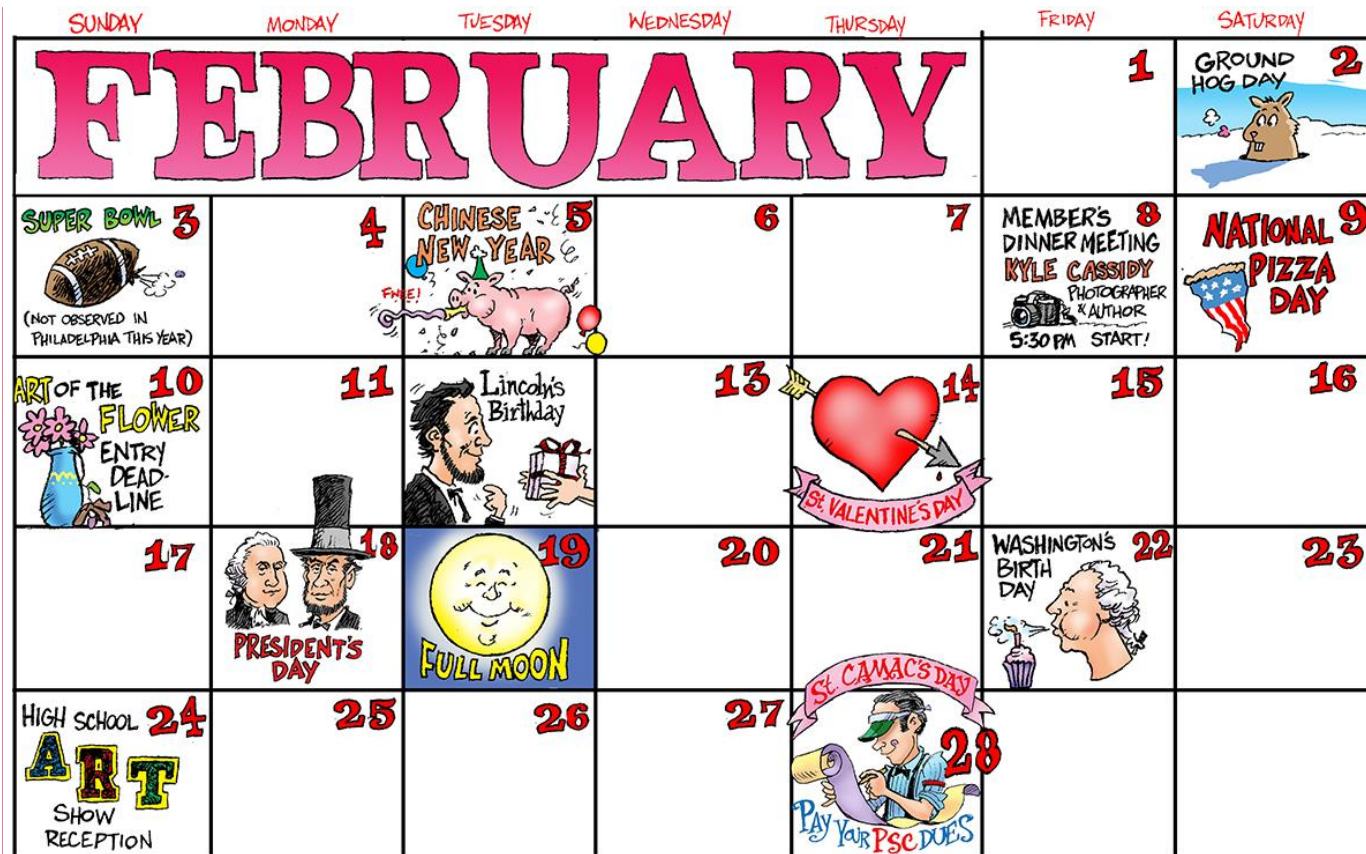 SUNDAY MONDAY TUESDAY WEDNESDAY THURSDAY FRIDAY SATURDAY
FEBRUARY
1
GROUND 2
HOG DAY
SUPER BOWL 3
(NOT OBSERVED IN
PHILADELPHIA THIS YEAR)
4
CHINESE 5
NEW YEAR
FWEE!
6
7
MEMBER'S 8
DINNER MEETING
KYLE CASSIDY
PHOTOGRAPHER
& AUTHOR
5:30 PM START!
NATIONAL 9
PIZZA
DAY
ART OF THE 10
FLOWER
ENTRY
DEAD-
LINE
11
Lincoln's
Birthday
13
14
St. VALENTINE'S DAY
15
16
17
18
PRESIDENT'S
DAY
19
FULL MOON
20
21
WASHINGTON'S 22
BIRTH
DAY
23
HIGH SCHOOL 24
ART
SHOW
RECEPTION
25
26
27
St. CAMAC'S DAY
28
PAY YOUR PSC DUES